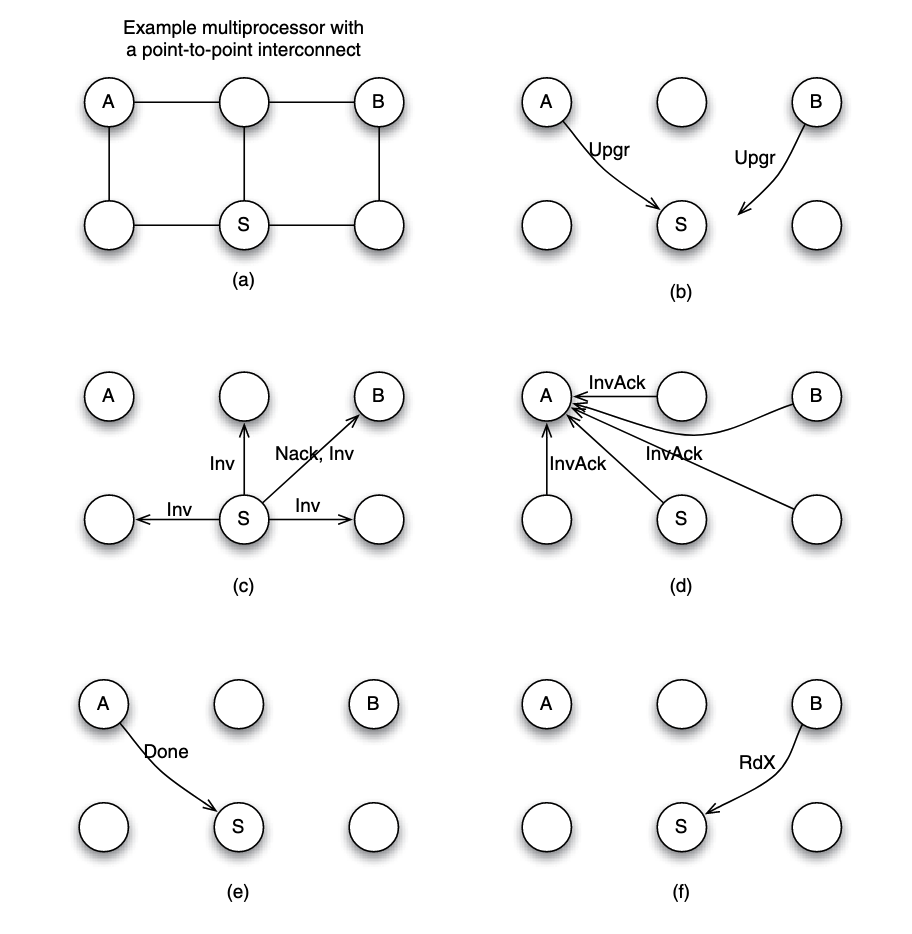 Example multiprocessor with
a point-to-point interconnect
A
B
S
(a)
A
B
Upgr
Upgr
S
(b)
A
B
Nack, Inv
Inv
Inv
Inv
S
(c)
A
InvAck
B
InvAck
InvAck
S
(d)
A
B
Done
S
(e)
A
B
RdX
S
(f)